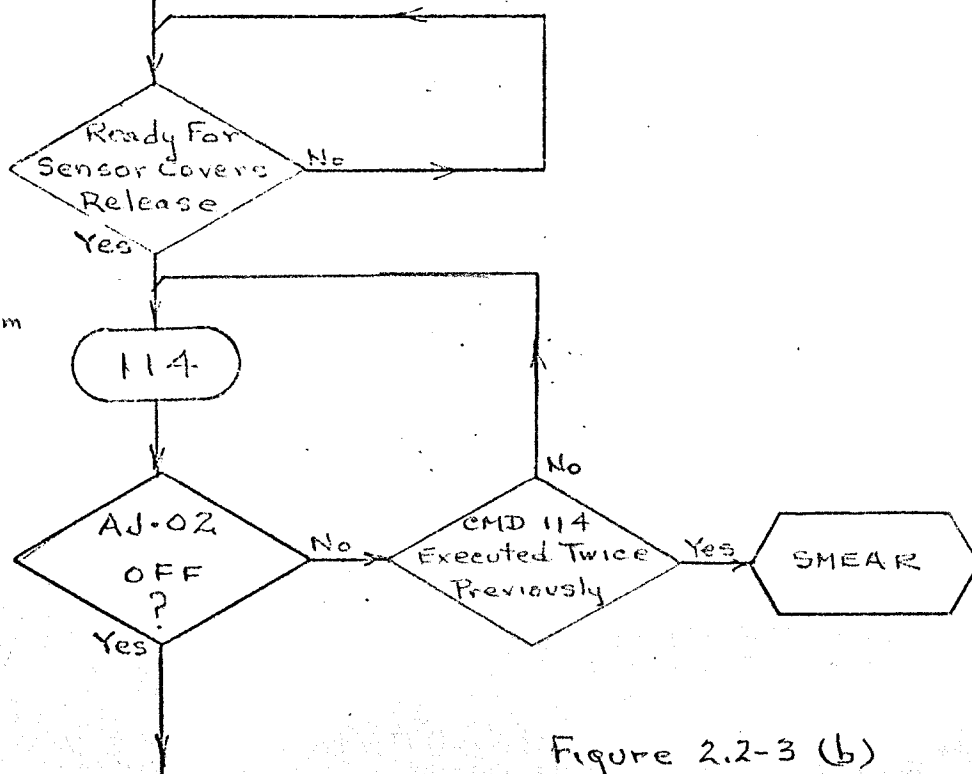 Ready For
Sensor Covers
Release
No
Yes
m
114
AJ-02
OFF
?
No
Yes
No
CMD 114
Executed Twice
Previously
Yes
SMEAR
Figure 2.2-3 (b)